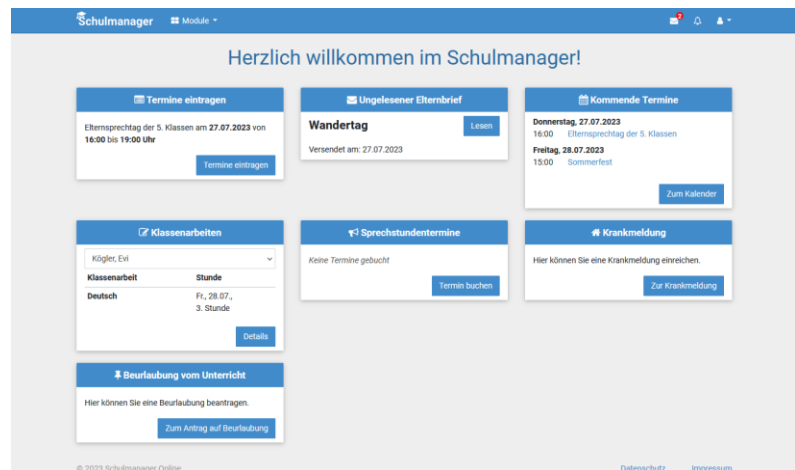 Schulmanager
Module
2
Herzlich willkommen im Schulmanager!
Termine eintragen
Elternsprechtag der 5. Klassen am 27.07.2023 von
16:00 bis 19:00 Uhr
Termine eintragen
Ungelesener Elternbrief
Wandertag
Lesen
Versendet am: 27.07.2023
Kommende Termine
Donnerstag, 27.07.2023
16:00 Elternsprechtag der 5. Klassen
Freitag, 28.07.2023
15:00 Sommerfest
Zum Kalender
Klassenarbeiten
Kögler, Evi
Klassenarbeit Stunde
Deutsch Fr., 28.07.,
3. Stunde
Details
Sprechstundentermine
Keine Termine gebucht
Termin buchen
Krankmeldung
Hier können Sie eine Krankmeldung einreichen.
Zur Krankmeldung
Beurlaubung vom Unterricht
Hier können Sie eine Beurlaubung beantragen.
Zum Antrag auf Beurlaubung
© 2023 Schulmanager Online
Datenschutz Impressum